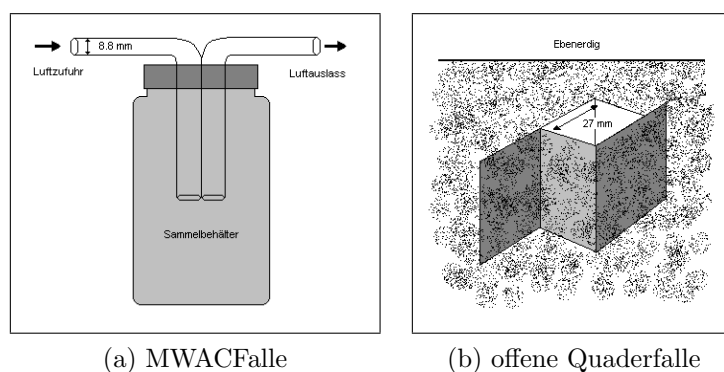 8.8 mm
Luftzufuhr
Luftauslass
Sammelbehälter
(a) MWACFalle
Ebenerdig
27 mm
(b) offene Quaderfalle